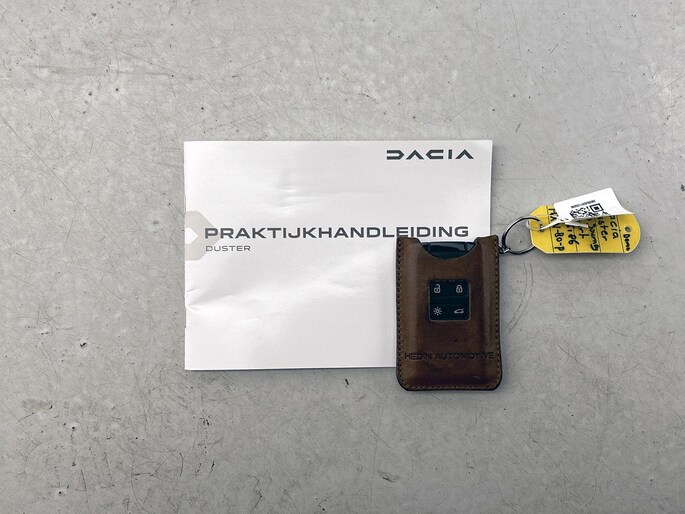 DACIA
PRAKTIJKHANDLEIDING
DUSTER
HEDIN AUTOMOTIVE